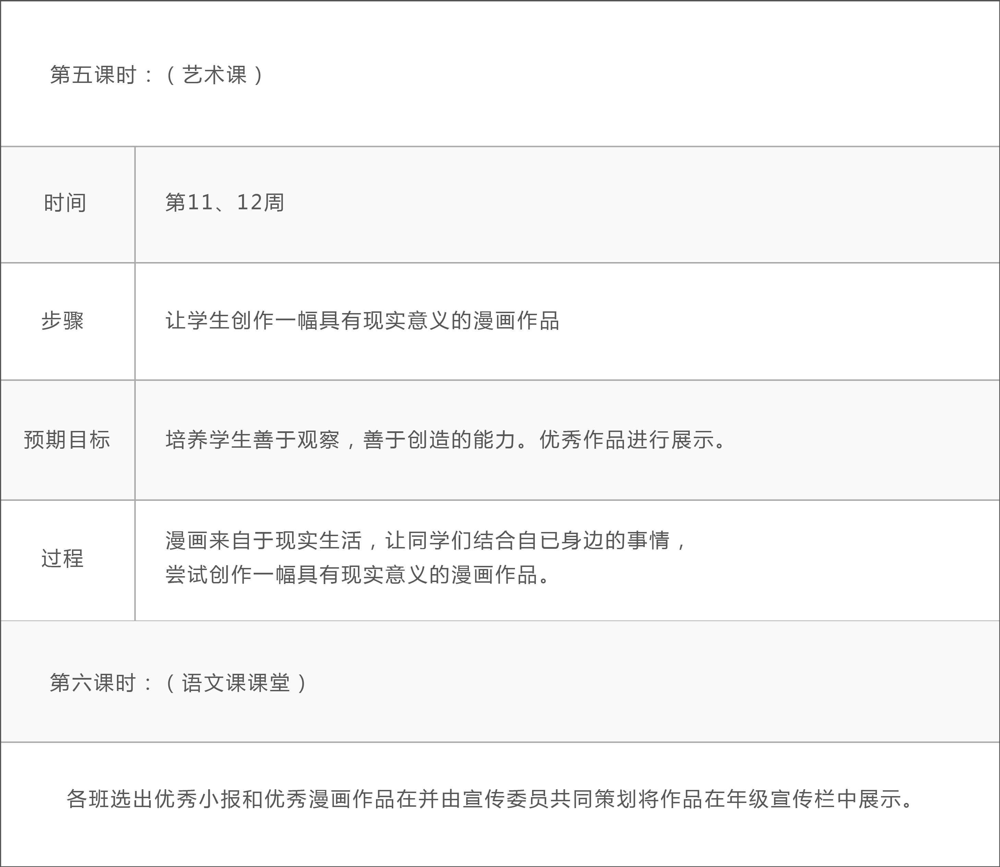 第五课时：（艺术课）
时间 第11、12周
步骤 让学生创作一幅具有现实意义的漫画作品
预期目标 培养学生善于观察，善于创造的能力。优秀作品进行展示。
过程 漫画来自于现实生活，让同学们结合自已身边的事情，
尝试创作一幅具有现实意义的漫画作品。
第六课时：（语文课课堂）
各班选出优秀小报和优秀漫画作品在并由宣传委员共同策划将作品在年级宣传栏中展示。